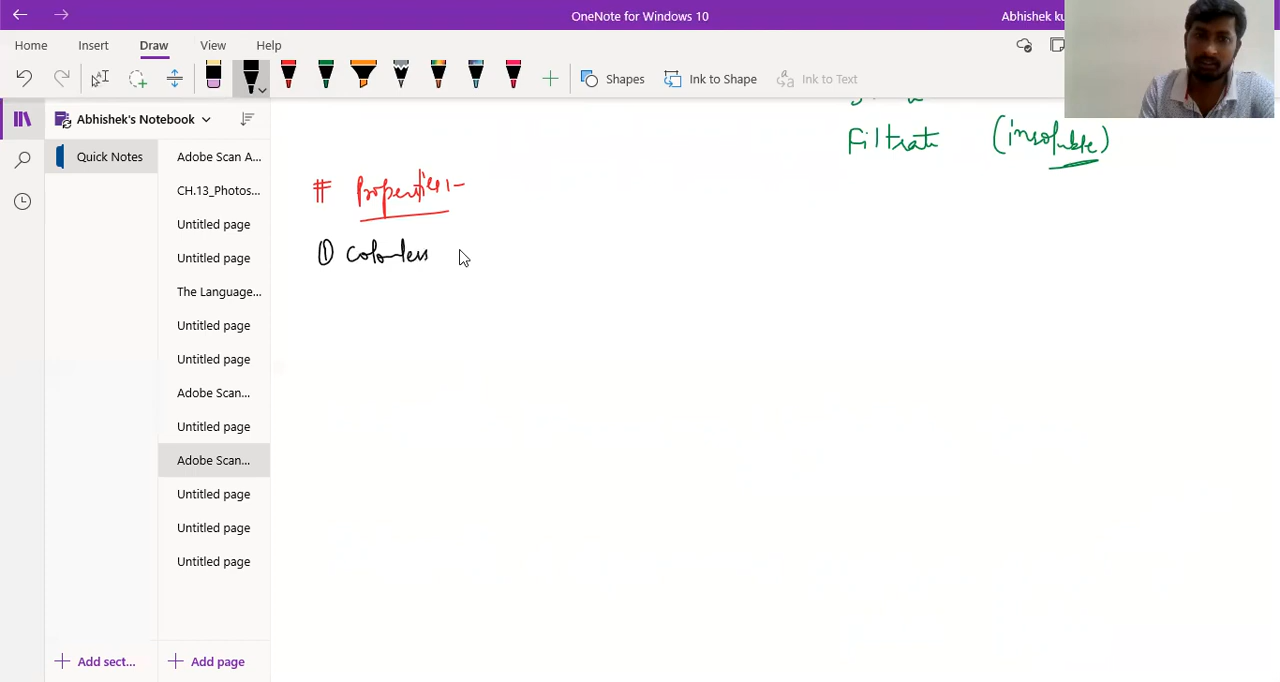 OneNote for Windows 10
Abhishek ku
Home Insert Draw View Help
Shapes Ink to Shape Ink to Text
Abhishek's Notebook
Quick Notes
Adobe Scan A...
CH.13_Photos...
Untitled page
Untitled page
The Language...
Untitled page
Untitled page
Adobe Scan...
Untitled page
Adobe Scan...
Untitled page
Untitled page
Untitled page
Add sect...
Add page
Filtrate (insoluble)
# Properties:-
① Colourless